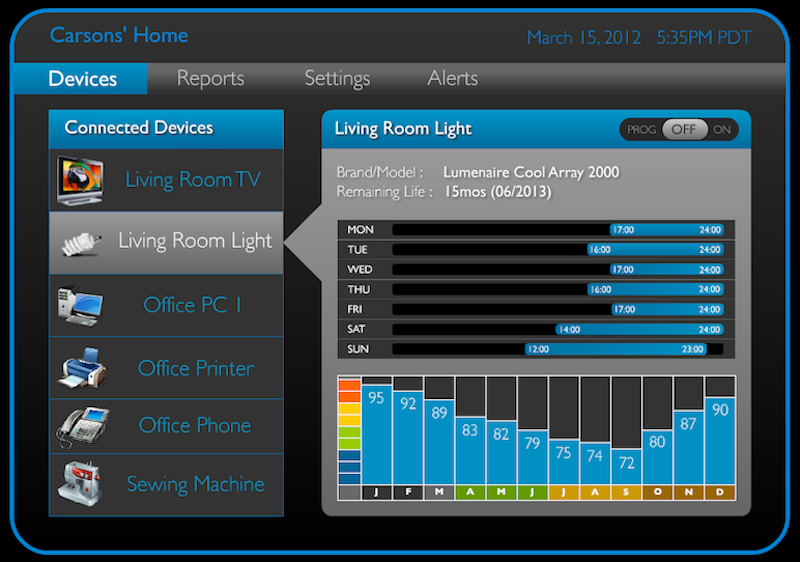 Carsons' Home
March 15, 2012 5:35PM PDT
Devices Reports Settings Alerts
Connected Devices
Living Room TV
Living Room Light
Office PC 1
Office Printer
Office Phone
Sewing Machine
Living Room Light PROG OFF ON
Brand/Model : Lumenaire Cool Array 2000
Remaining Life : 15mos (06/2013)
MON 17:00 24:00
TUE 16:00 24:00
WED 17:00 24:00
THU 16:00 24:00
FRI 17:00 24:00
SAT 14:00 24:00
SUN 12:00 23:00
95 92 89 83 82 79 75 74 72 80 87 90
J F M A M J J A S O N D